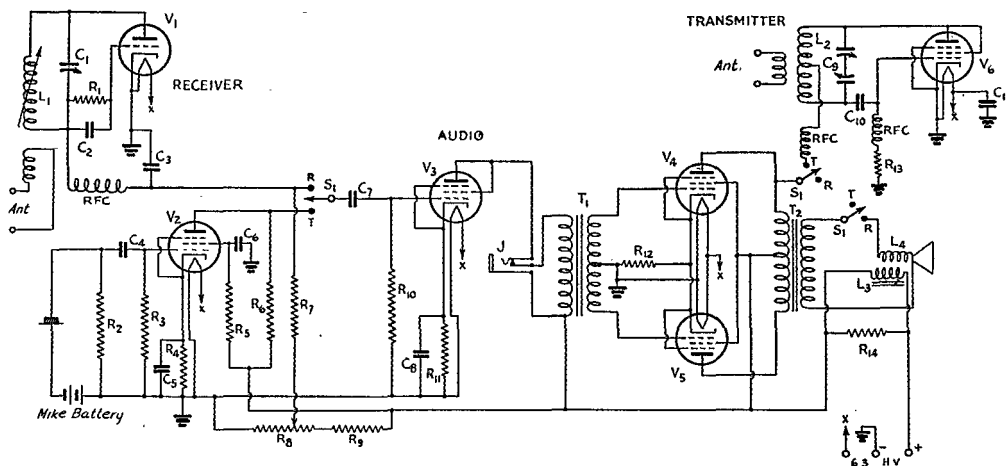 TRANSMITTER
V1
C1
R1
L1
C2
RECEIVER
C3
RFC
Ant
L2
C9
Ant.
V6
C1
C10
RFC
RFC
R13
T
S1
R
AUDIO
V3
V4
R
S1
C7
T
V2
C4
C6
T1
T2
T
S1
R
L4
L3
J
R12
R2
R3
R4
C5
R5
R6
R7
R10
C8
R11
V5
R14
Mike Battery
R8
R9
X
6.3
-
HV
+
X
X
X
X
X